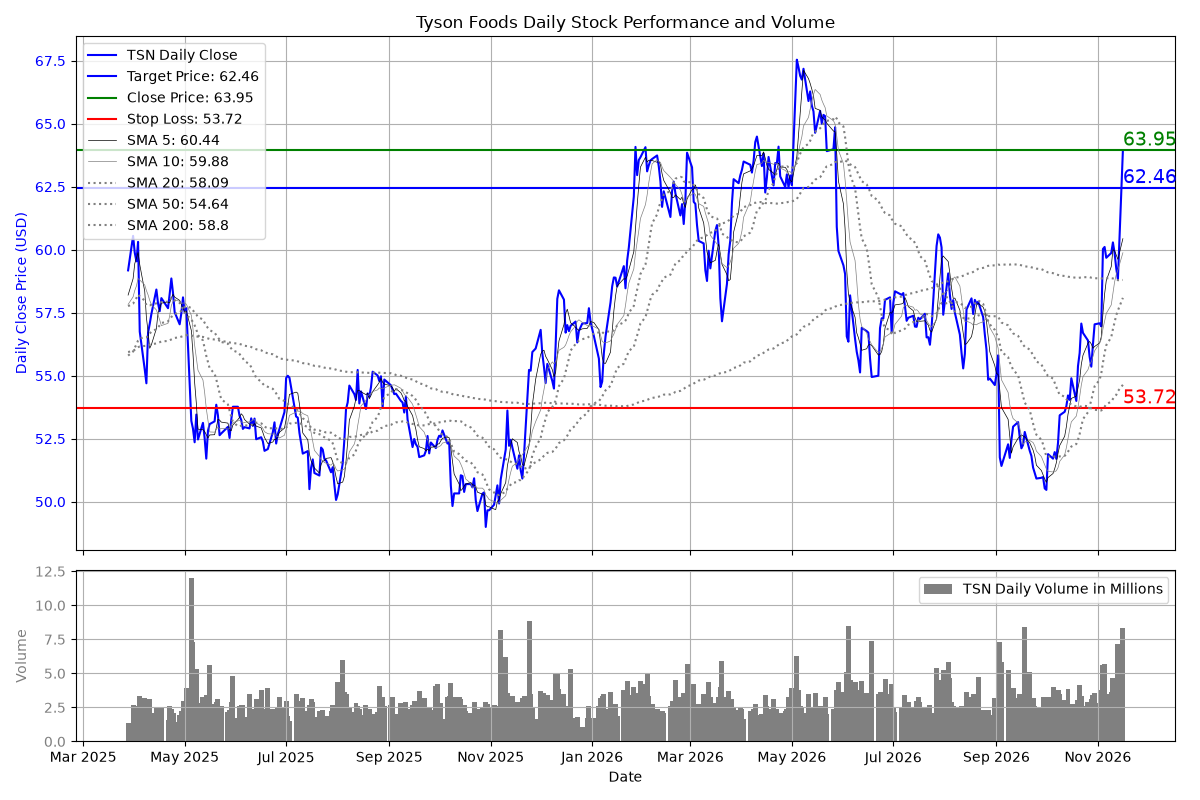 Tyson Foods Daily Stock Performance and Volume
TSN Daily Close
Target Price: 62.46
Close Price: 63.95
Stop Loss: 53.72
SMA 5: 60.44
SMA 10: 59.88
SMA 20: 58.09
SMA 50: 54.64
SMA 200: 58.8
67.5
65.0
62.5
60.0
57.5
55.0
52.5
50.0
Daily Close Price (USD)
63.95
62.46
53.72
TSN Daily Volume in Millions
12.5
10.0
7.5
5.0
2.5
0.0
Volume
Mar 2025
May 2025
Jul 2025
Sep 2025
Nov 2025
Jan 2026
Mar 2026
May 2026
Jul 2026
Sep 2026
Nov 2026
Date